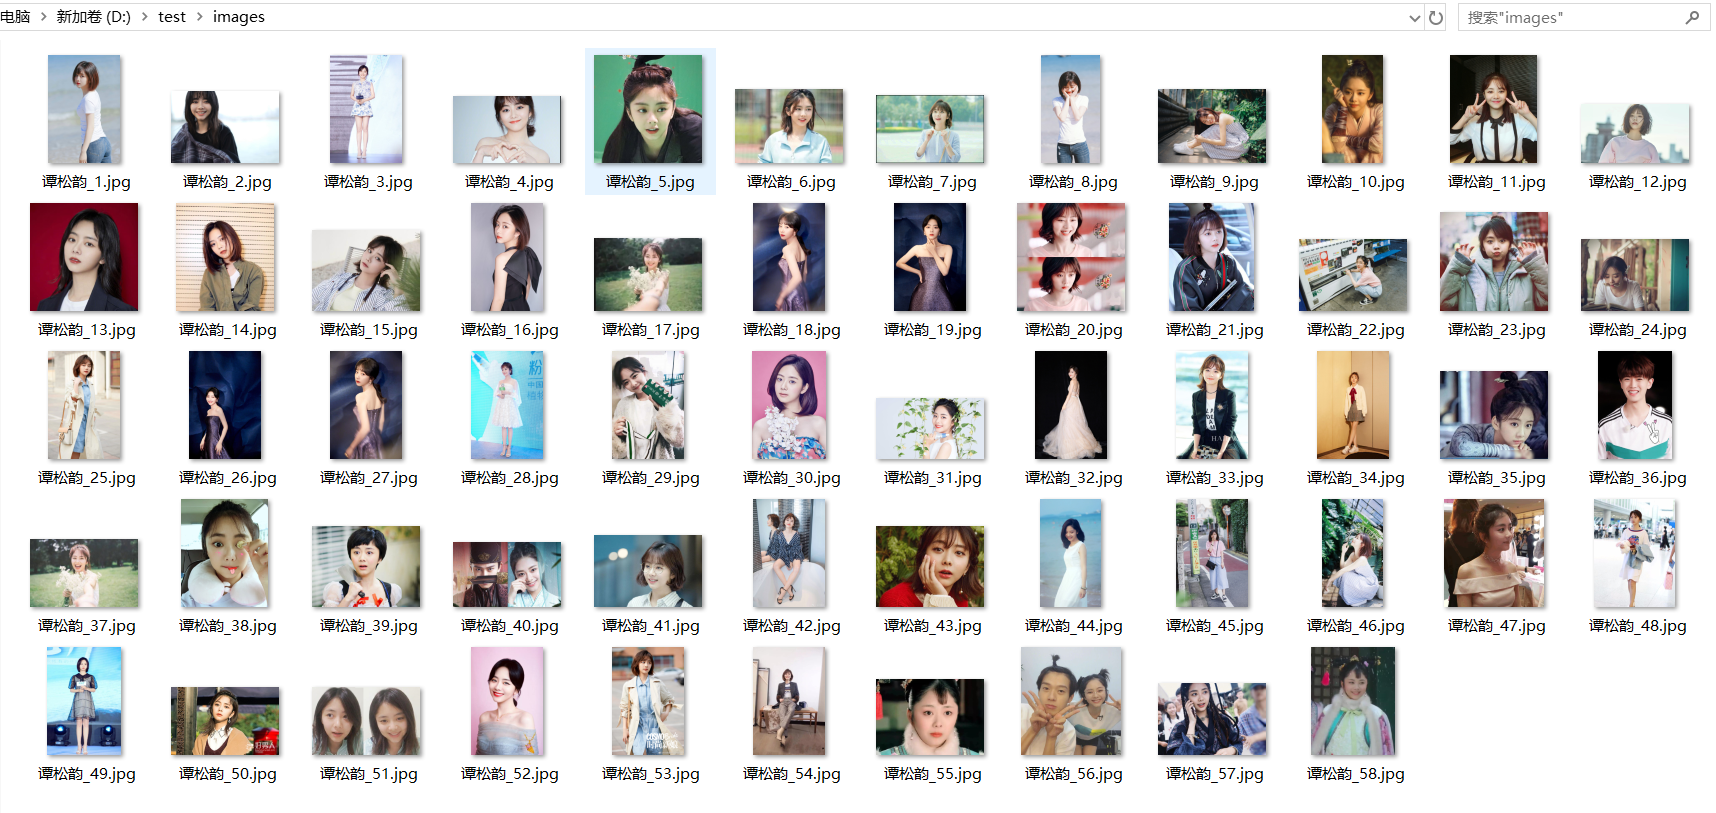 电脑 > 新加卷 (D:) > test > images
搜索"images"
谭松韵_1.jpg 谭松韵_2.jpg 谭松韵_3.jpg 谭松韵_4.jpg 谭松韵_5.jpg 谭松韵_6.jpg 谭松韵_7.jpg 谭松韵_8.jpg 谭松韵_9.jpg 谭松韵_10.jpg 谭松韵_11.jpg 谭松韵_12.jpg
谭松韵_13.jpg 谭松韵_14.jpg 谭松韵_15.jpg 谭松韵_16.jpg 谭松韵_17.jpg 谭松韵_18.jpg 谭松韵_19.jpg 谭松韵_20.jpg 谭松韵_21.jpg 谭松韵_22.jpg 谭松韵_23.jpg 谭松韵_24.jpg
粉
中国
谭松韵_25.jpg 谭松韵_26.jpg 谭松韵_27.jpg 谭松韵_28.jpg 谭松韵_29.jpg 谭松韵_30.jpg 谭松韵_31.jpg 谭松韵_32.jpg 谭松韵_33.jpg 谭松韵_34.jpg 谭松韵_35.jpg 谭松韵_36.jpg
谭松韵_37.jpg 谭松韵_38.jpg 谭松韵_39.jpg 谭松韵_40.jpg 谭松韵_41.jpg 谭松韵_42.jpg 谭松韵_43.jpg 谭松韵_44.jpg 谭松韵_45.jpg 谭松韵_46.jpg 谭松韵_47.jpg 谭松韵_48.jpg
谭松韵_49.jpg 谭松韵_50.jpg 谭松韵_51.jpg 谭松韵_52.jpg 谭松韵_53.jpg 谭松韵_54.jpg 谭松韵_55.jpg 谭松韵_56.jpg 谭松韵_57.jpg 谭松韵_58.jpg